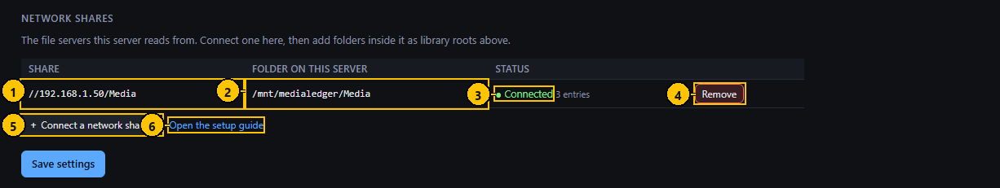 NETWORK SHARES
The file servers this server reads from. Connect one here, then add folders inside it as library roots above.
SHARE FOLDER ON THIS SERVER STATUS
1 //192.168.1.50/Media 2 /mnt/medialedger/Media 3 Connected 3 entries 4 Remove
5 + Connect a network sha 6 Open the setup guide
Save settings